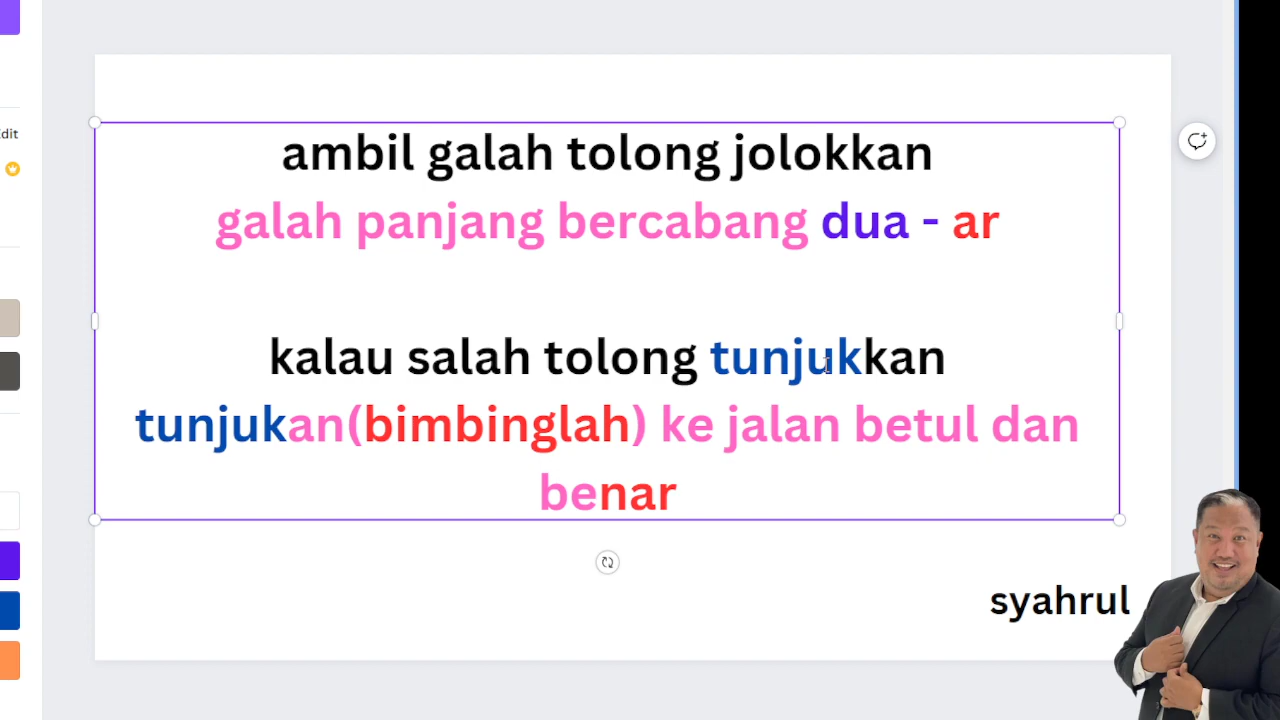 dit
ambil galah tolong jolokkan
galah panjang bercabang dua - ar
kalau salah tolong tunjukkan
tunjukan(bimbinglah) ke jalan betul dan
benar
syahrul